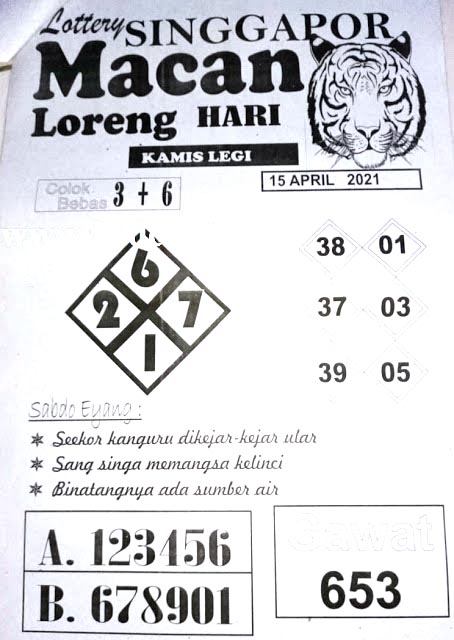 Lottery SINGGAPOR
Macan
Loreng HARI
KAMIS LEGI
15 APRIL 2021
Colok Bebas 3 + 6
6
2 7
1
38 01
37 03
39 05
Sabdo Eyang :
* Seekor kanguru dikejar-kejar ular
* Sang singa memangsa kelinci
* Binatangnya ada sumber air
A. 123456
B. 678901
Gawat
653